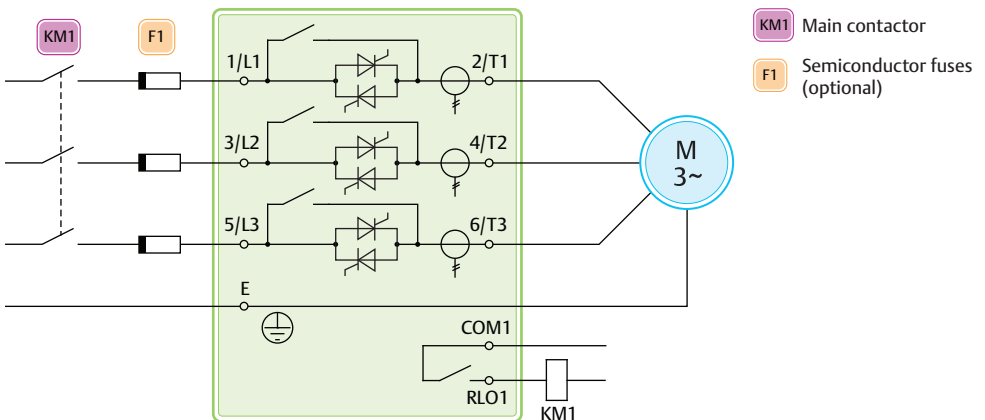 KM1
F1
1/L1
2/T1
3/L2
4/T2
5/L3
6/T3
E
COM1
RLO1
KM1
M
3~
KM1 Main contactor
F1 Semiconductor fuses
(optional)